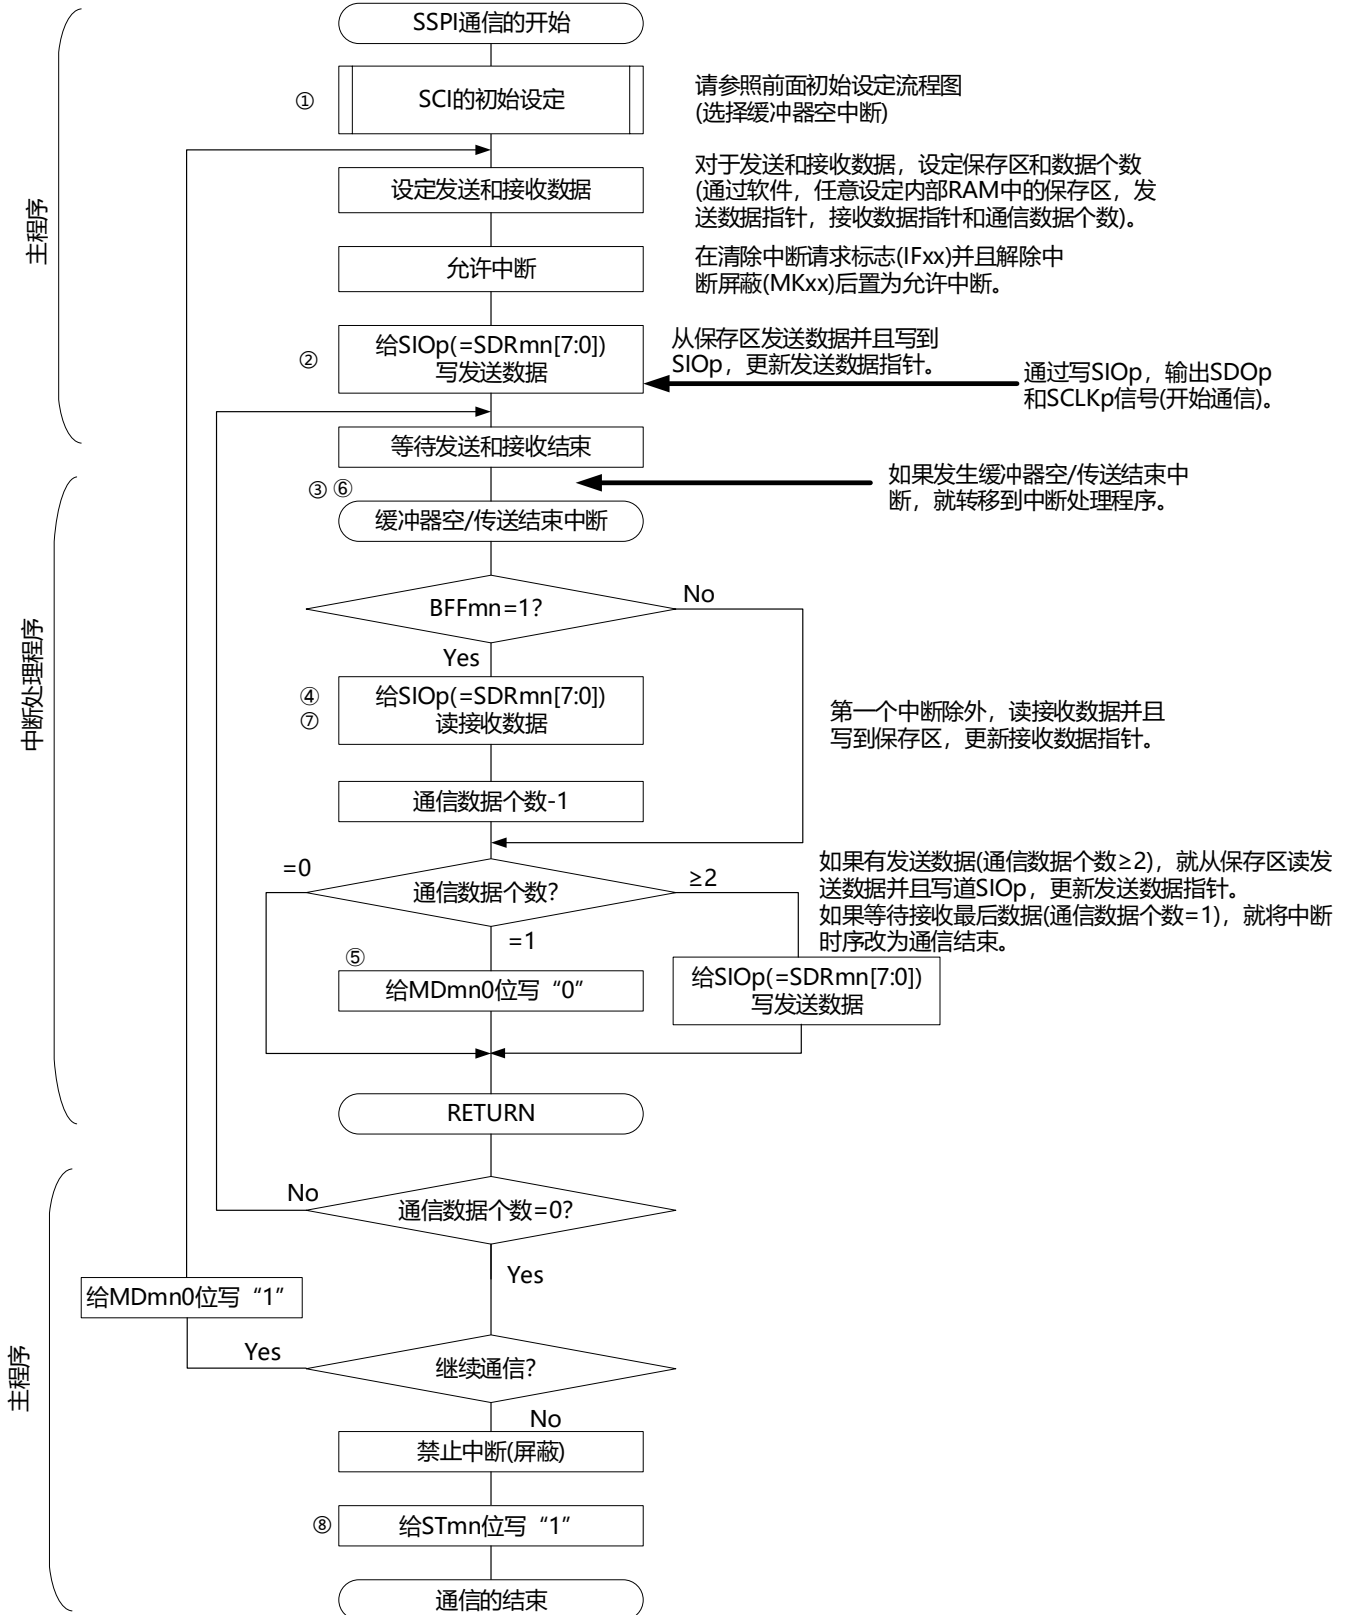 SSPI通信的开始
①
SCI的初始设定
请参照前面初始设定流程图
(选择缓冲器空中断)
主程序
设定发送和接收数据
对于发送和接收数据，设定保存区和数据个数
(通过软件，任意设定内部RAM中的保存区，发
送数据指针，接收数据指针和通信数据个数)。
允许中断
在清除中断请求标志(IFxx)并且解除中
断屏蔽(MKxx)后置为允许中断。
②
给SIOp(=SDRmn[7:0])
写发送数据
从保存区发送数据并且写到
SIOp，更新发送数据指针。
通过写SIOp，输出SDOp
和SCLKp信号(开始通信)。
等待发送和接收结束
如果发生缓冲器空/传送结束中
断，就转移到中断处理程序。
③ ⑥
缓冲器空/传送结束中断
中断处理程序
BFFmn=1?
No
Yes
④
⑦
给SIOp(=SDRmn[7:0])
读接收数据
第一个中断除外，读接收数据并且
写到保存区，更新接收数据指针。
通信数据个数-1
=0
通信数据个数?
≥2
=1
如果有发送数据(通信数据个数≥2)，就从保存区读发
送数据并且写道SIOp，更新发送数据指针。
如果等待接收最后数据(通信数据个数=1)，就将中断
时序改为通信结束。
⑤
给MDmn0位写“0”
给SIOp(=SDRmn[7:0])
写发送数据
RETURN
No
通信数据个数=0?
Yes
给MDmn0位写“1”
主程序
Yes
继续通信?
No
禁止中断(屏蔽)
⑧
给STmn位写“1”
通信的结束